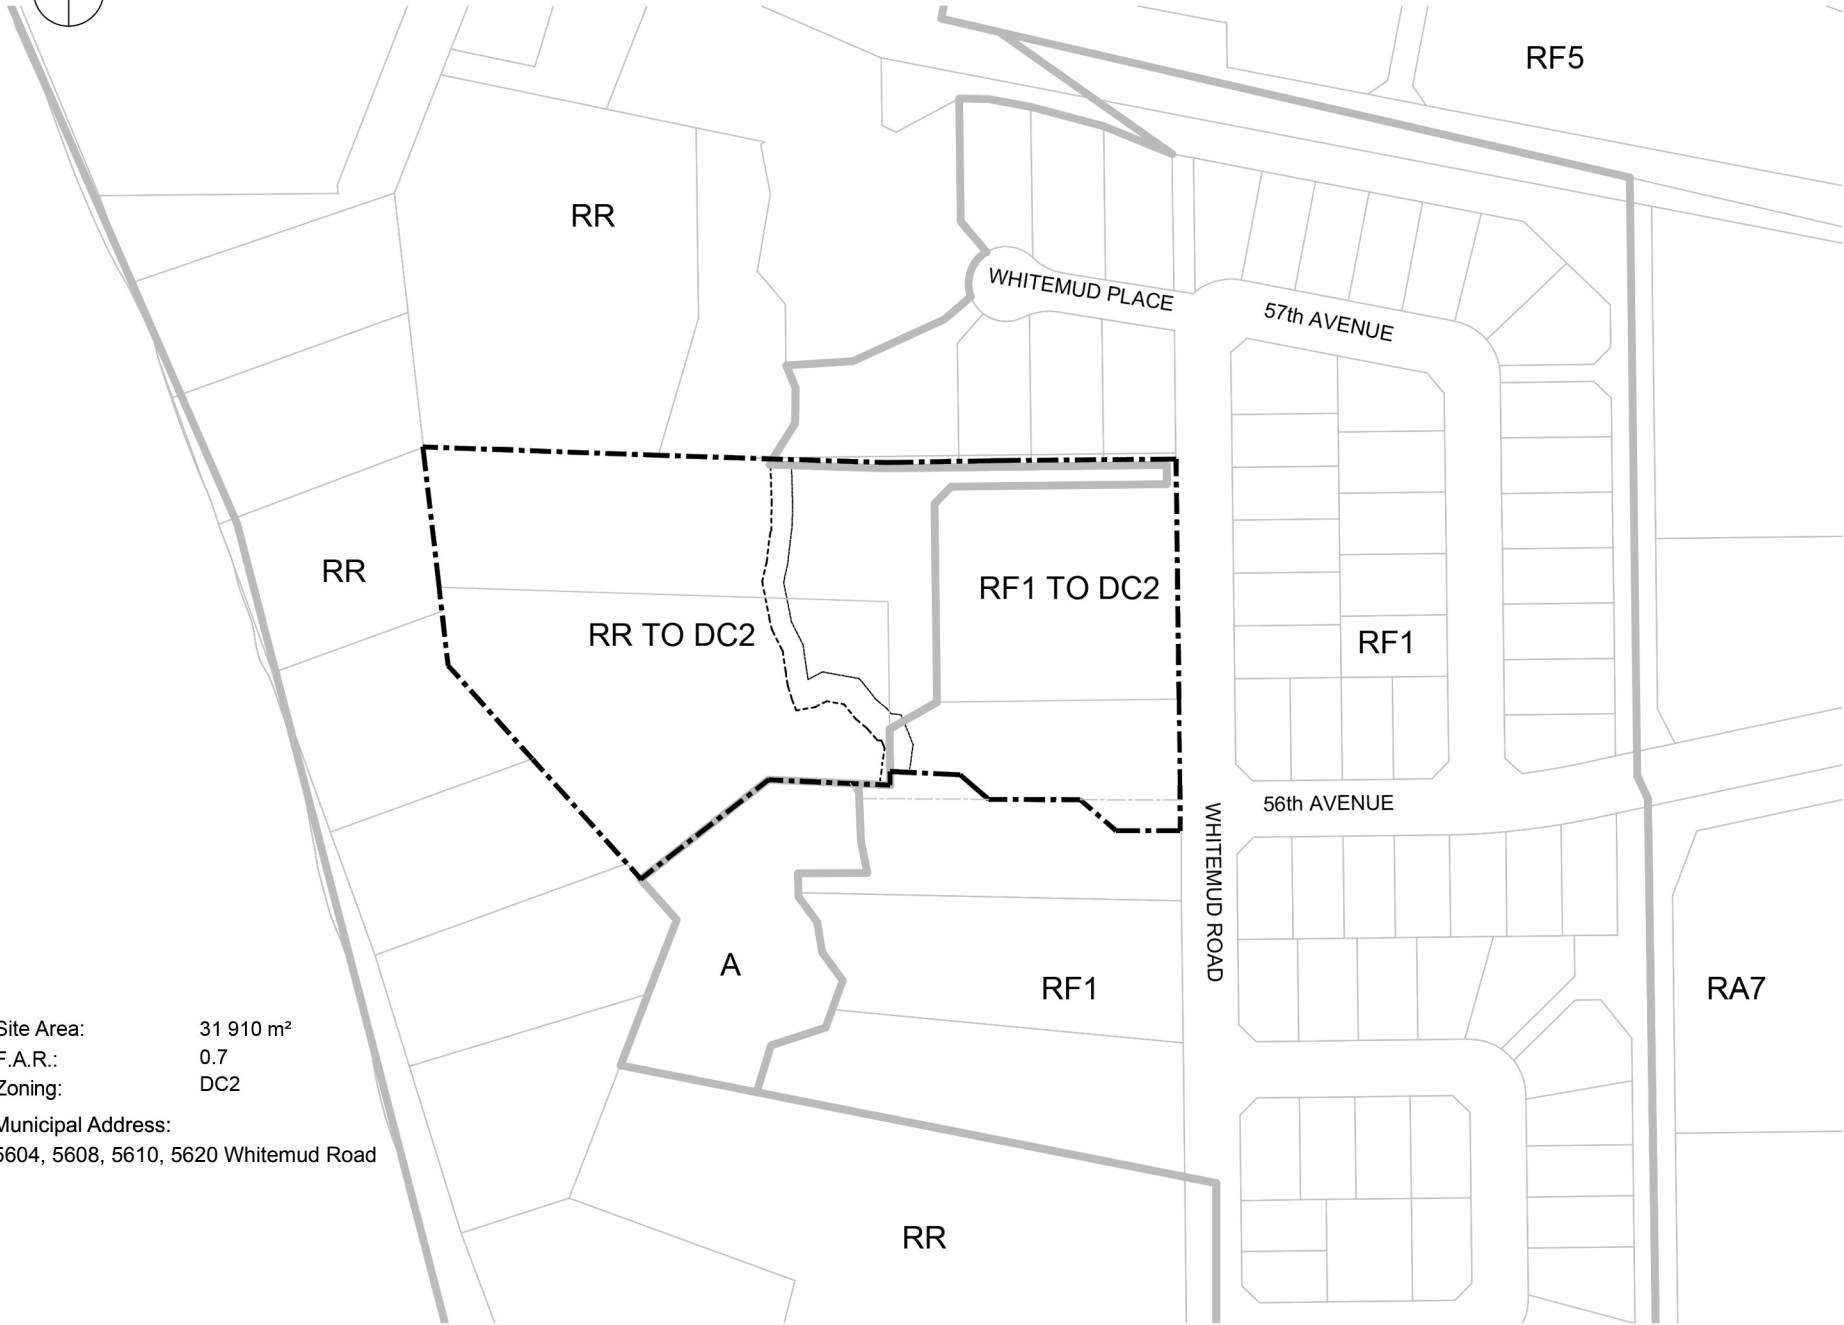 RF5
RR
WHITEMUD PLACE
57th AVENUE
RR
RF1 TO DC2
RR TO DC2
RF1
56th AVENUE
WHITEMUD ROAD
A
RF1
RA7
Site Area: 31 910 m²
F.A.R.: 0.7
Zoning: DC2
Municipal Address:
5604, 5608, 5610, 5620 Whitemud Road
RR